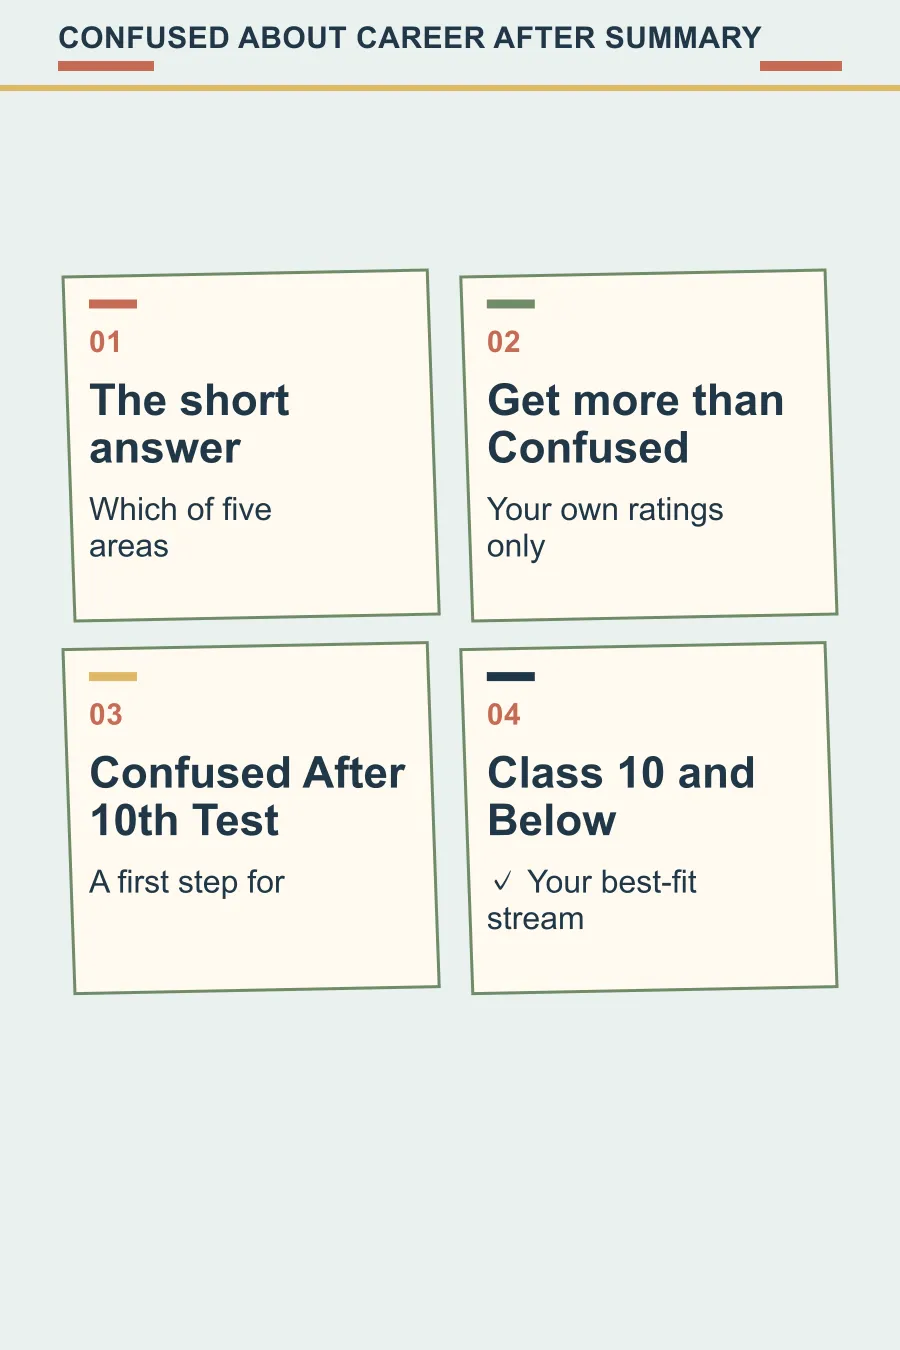 CONFUSED ABOUT CAREER AFTER SUMMARY
01
The short
answer
Which of five
areas
02
Get more than
Confused
Your own ratings
only
03
Confused After
10th Test
A first step for
04
Class 10 and
Below
✓ Your best-fit
stream